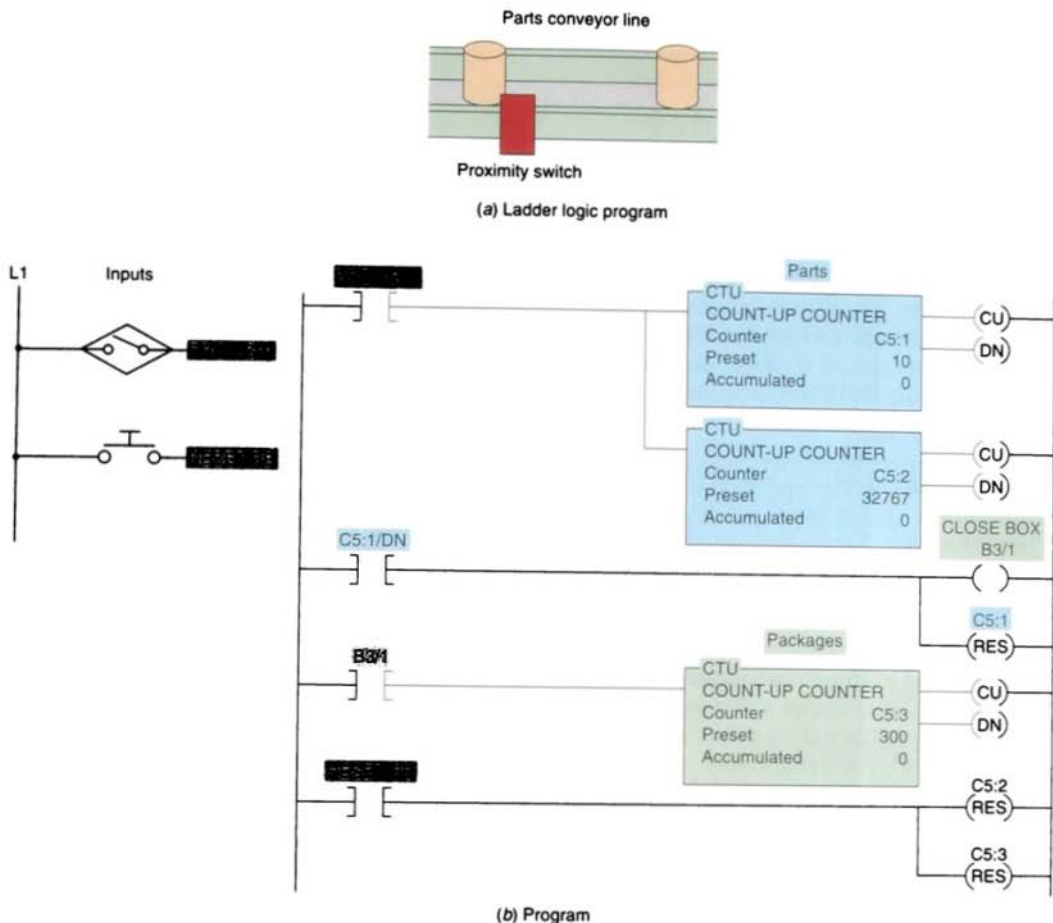 Parts conveyor line
Proximity switch
(a) Ladder logic program
L1
Inputs
Parts
CTU
COUNT-UP COUNTER
Counter C5:1
Preset 10
Accumulated 0
CU
DN
CTU
COUNT-UP COUNTER
Counter C5:2
Preset 32767
Accumulated 0
CU
DN
C5:1/DN
CLOSE BOX
B3/1
C5:1
RES
B3/1
Packages
CTU
COUNT-UP COUNTER
Counter C5:3
Preset 300
Accumulated 0
CU
DN
C5:2
RES
C5:3
RES
(b) Program